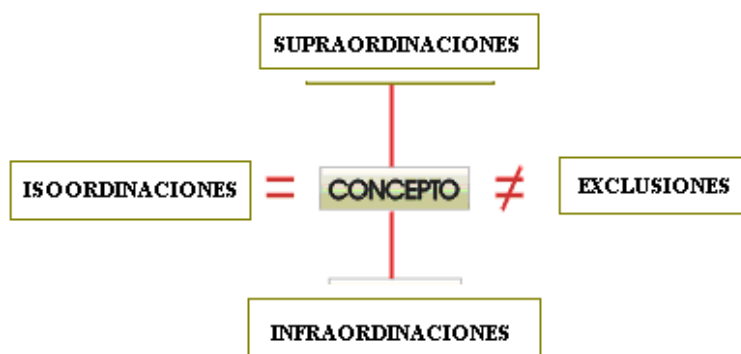 SUPRAORDINACIONES
ISOORDINACIONES = CONCEPTO ≠ EXCLUSIONES
INFRAORDINACIONES